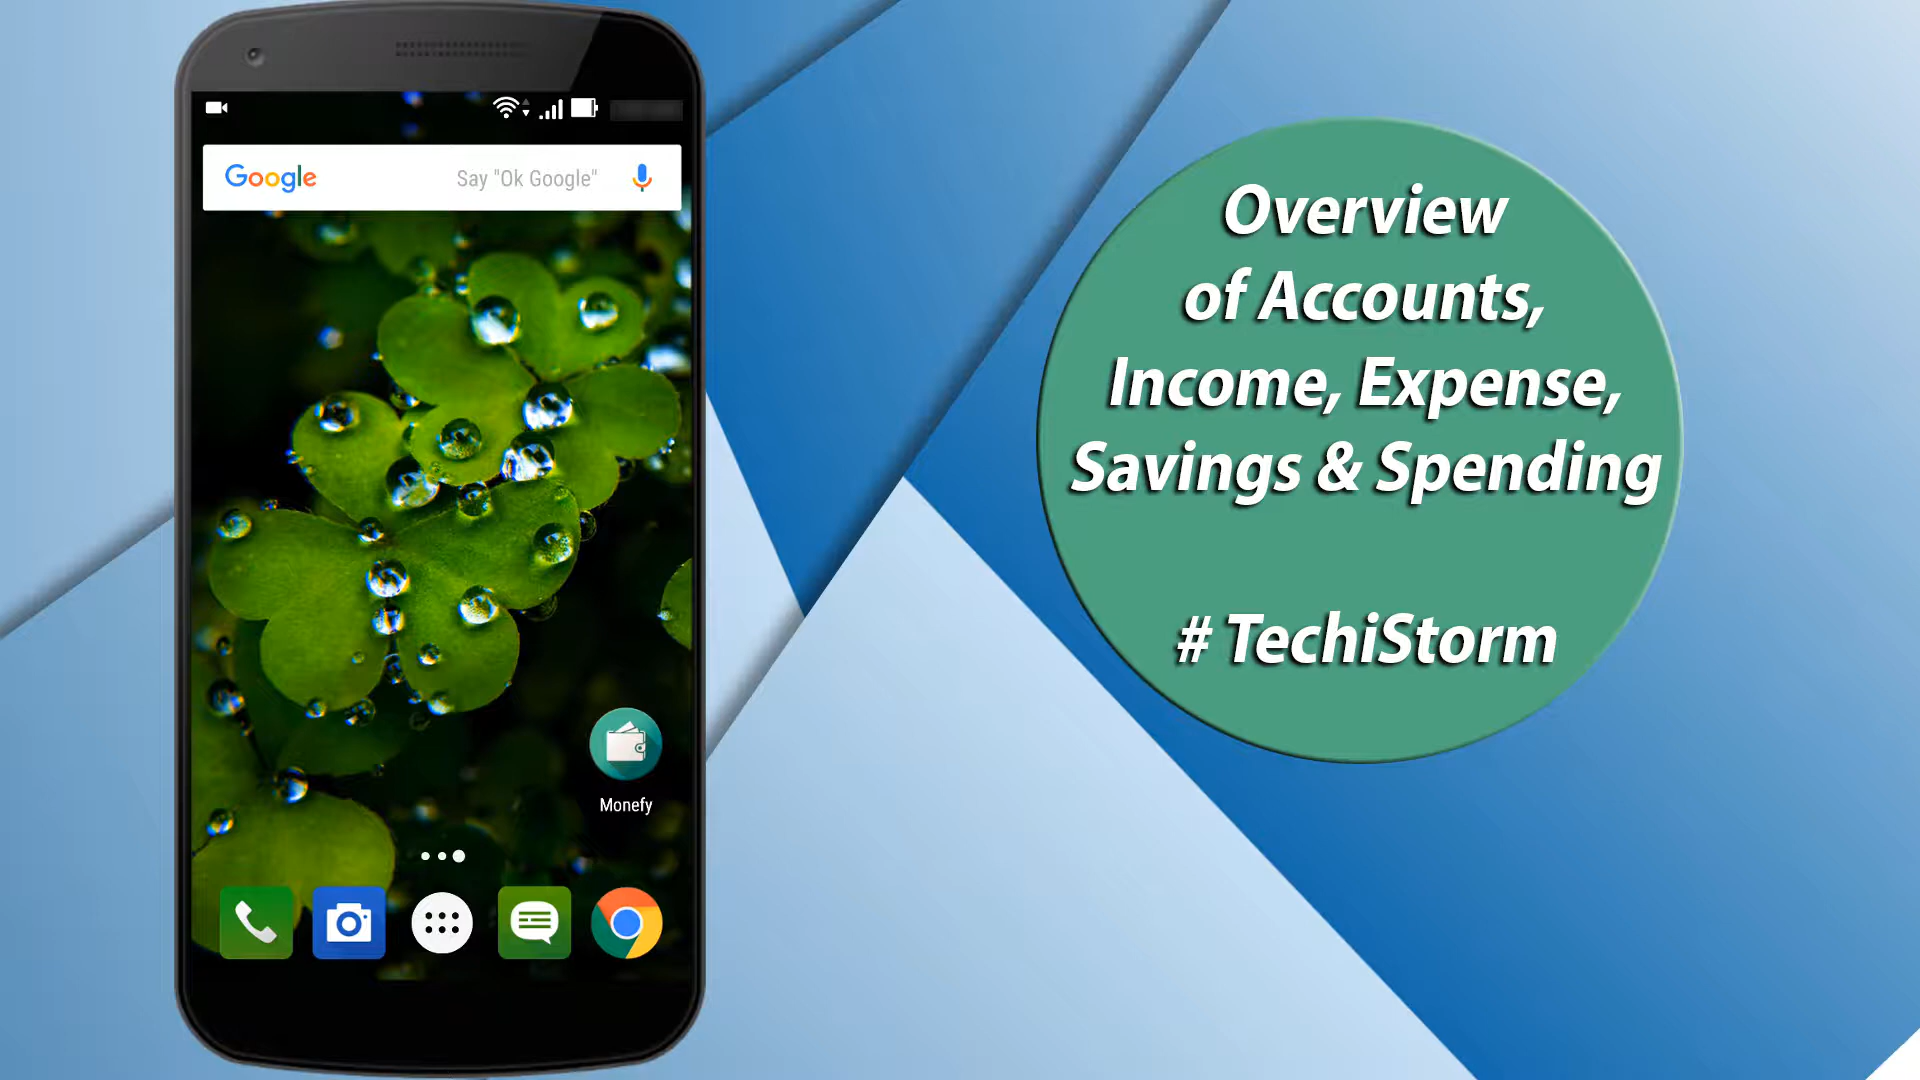 Google
Say "Ok Google"
Monefy
Overview
of Accounts,
Income, Expense,
Savings & Spending
# TechiStorm